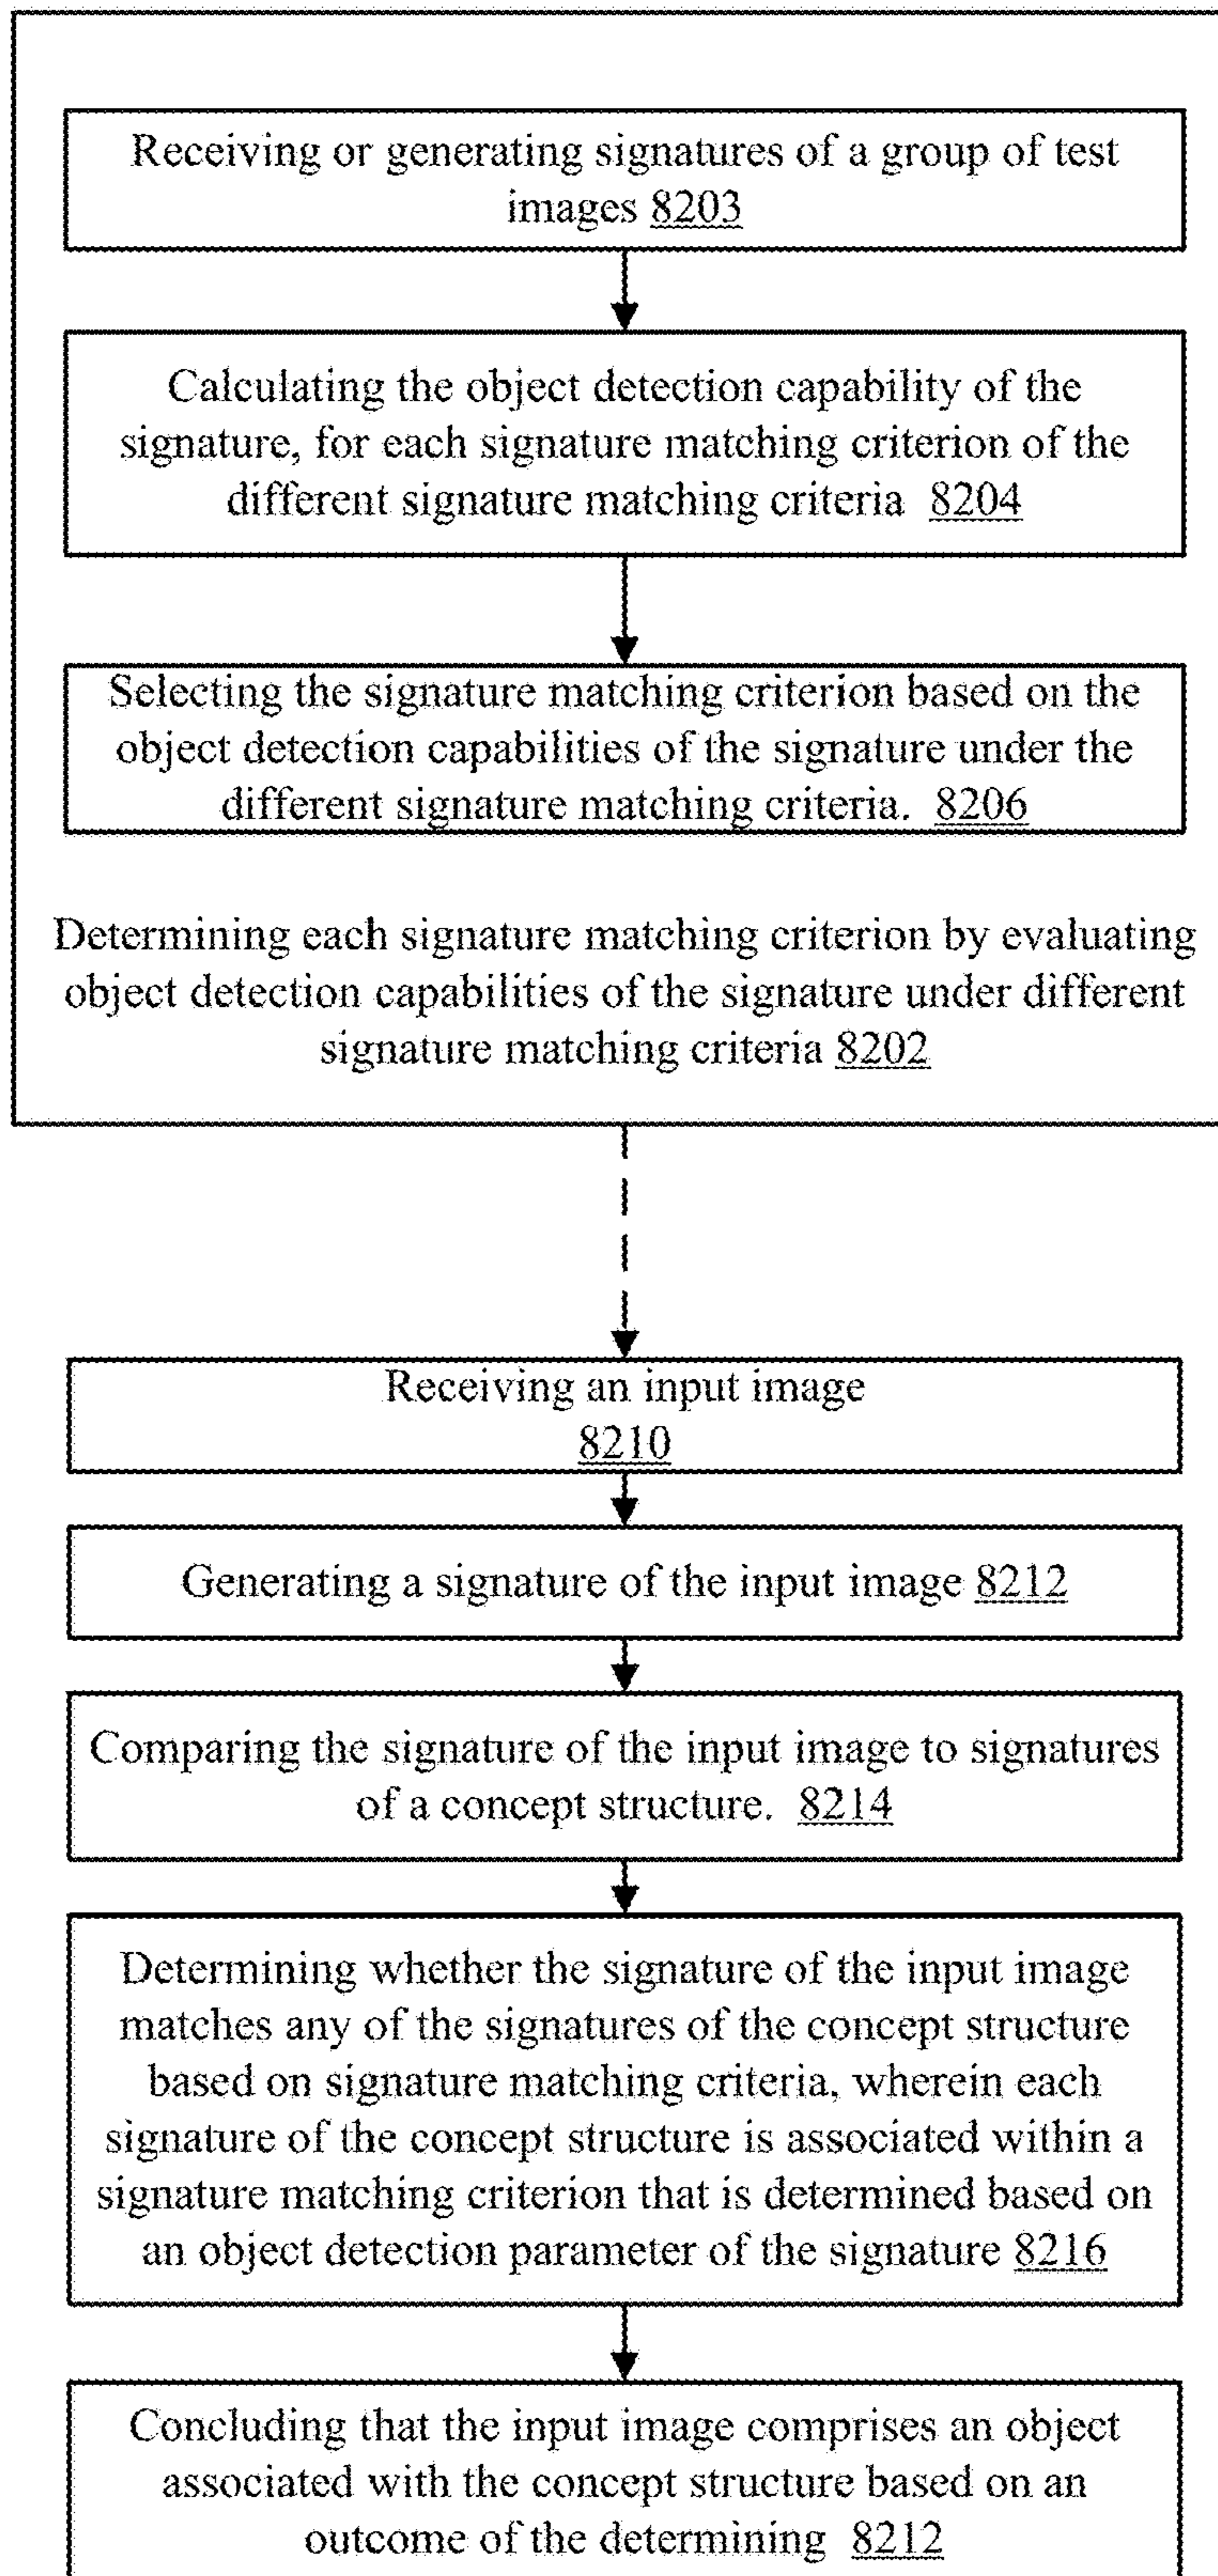 Receiving or generating signatures of a group of test
images 8203
Calculating the object detection capability of the
signature, for each signature matching criterion of the
different signature matching criteria 8204
Selecting the signature matching criterion based on the
object detection capabilities of the signature under the
different signature matching criteria. 8206
Determining each signature matching criterion by evaluating
object detection capabilities of the signature under different
signature matching criteria 8202
Receiving an input image
8210
Generating a signature of the input image 8212
Comparing the signature of the input image to signatures
of a concept structure. 8214
Determining whether the signature of the input image
matches any of the signatures of the concept structure
based on signature matching criteria, wherein each
signature of the concept structure is associated within a
signature matching criterion that is determined based on
an object detection parameter of the signature 8216
Concluding that the input image comprises an object
associated with the concept structure based on an
outcome of the determining 8212